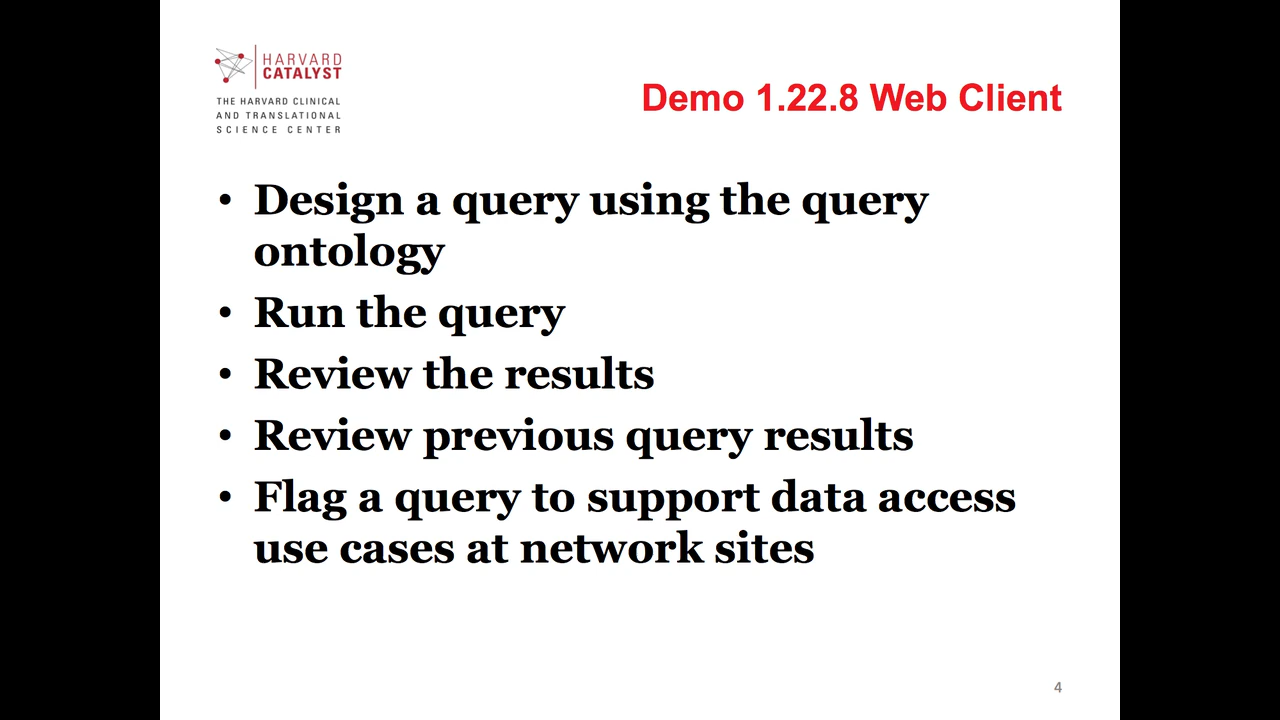 HARVARD
CATALYST
THE HARVARD CLINICAL
AND TRANSLATIONAL
SCIENCE CENTER
Demo 1.22.8 Web Client
• Design a query using the query
ontology
• Run the query
• Review the results
• Review previous query results
• Flag a query to support data access
use cases at network sites
4